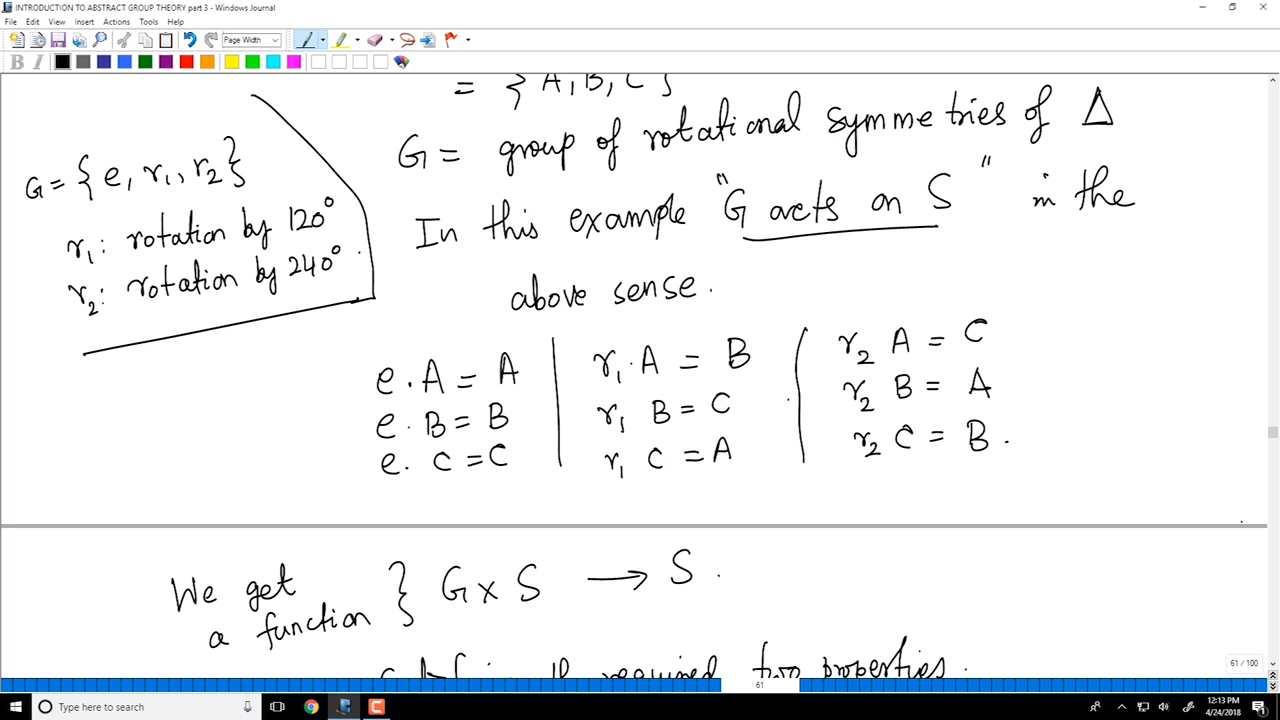 INTRODUCTION TO ABSTRACT GROUP THEORY part 3 - Windows Journal
File Edit View Insert Actions Tools Help
Page Width
B I
= { A, B, C }
G = group of rotational symmetries of Δ
In this example "G acts on S" in the
above sense.
G = {e, r₁, r₂}
r₁: rotation by 120°
r₂: rotation by 240°.
e · A = A
e · B = B
e · C = C
r₁ · A = B
r₁ B = C
r₁ C = A
r₂ A = C
r₂ B = A
r₂ C = B.
We get
a function } G × S → S.
required two properties.
61 / 100
61
Type here to search
12:13 PM
4/24/2018